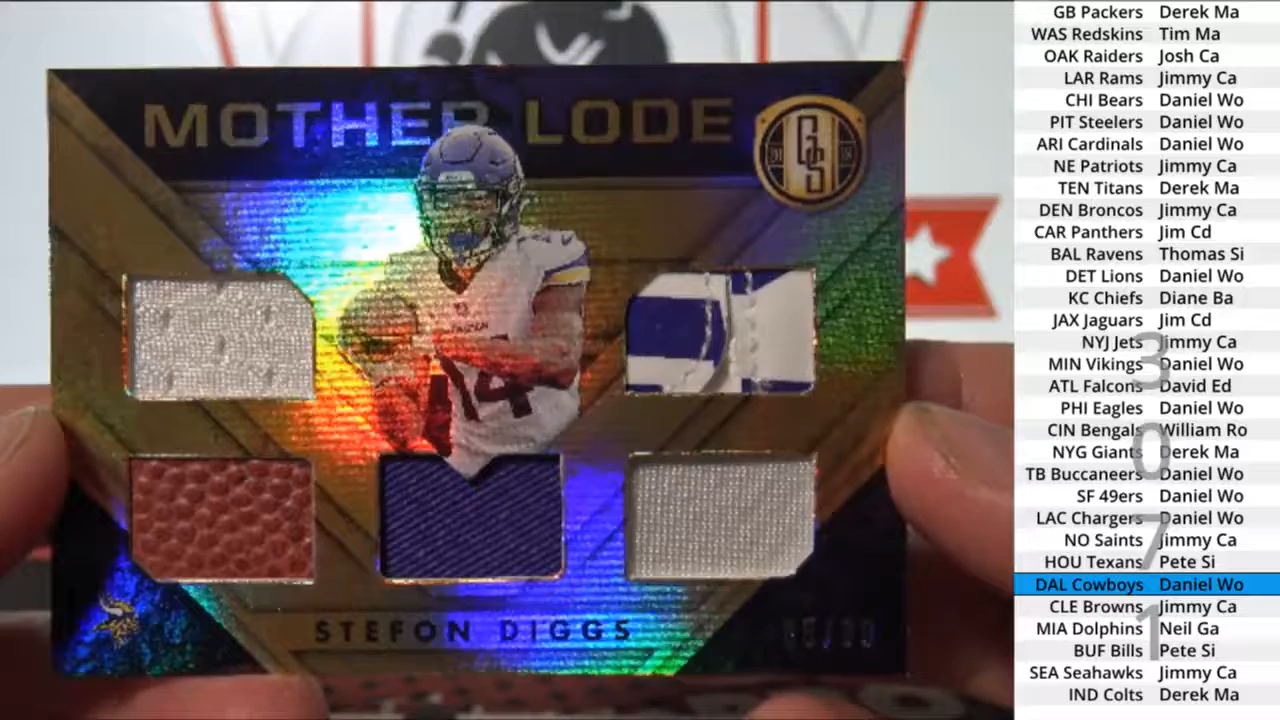 MOTHER LODE
GS
14
STEFON DIGGS
GB Packers Derek Ma
WAS Redskins Tim Ma
OAK Raiders Josh Ca
LAR Rams Jimmy Ca
CHI Bears Daniel Wo
PIT Steelers Daniel Wo
ARI Cardinals Daniel Wo
NE Patriots Jimmy Ca
TEN Titans Derek Ma
DEN Broncos Jimmy Ca
CAR Panthers Jim Cd
BAL Ravens Thomas Si
DET Lions Daniel Wo
KC Chiefs Diane Ba
JAX Jaguars Jim Cd
NYJ Jets Jimmy Ca
MIN Vikings Daniel Wo
ATL Falcons David Ed
PHI Eagles Daniel Wo
CIN Bengals William Ro
NYG Giants Derek Ma
TB Buccaneers Daniel Wo
SF 49ers Daniel Wo
LAC Chargers Daniel Wo
NO Saints Jimmy Ca
HOU Texans Pete Si
DAL Cowboys Daniel Wo
CLE Browns Jimmy Ca
MIA Dolphins Neil Ga
BUF Bills Pete Si
SEA Seahawks Jimmy Ca
IND Colts Derek Ma
3
0
7
1